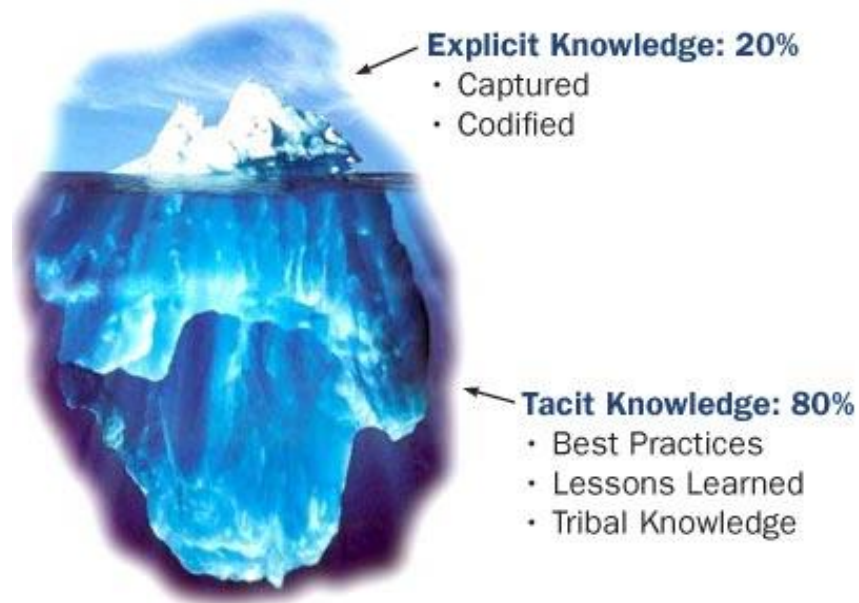 Explicit Knowledge: 20%
• Captured
• Codified
Tacit Knowledge: 80%
• Best Practices
• Lessons Learned
• Tribal Knowledge